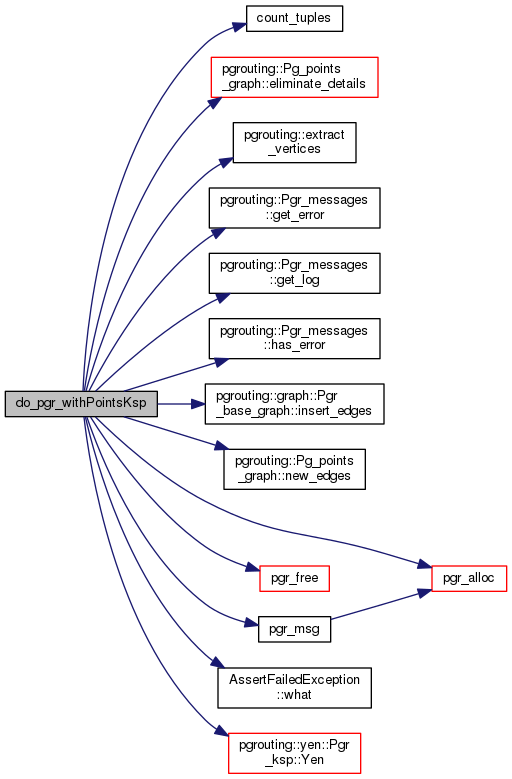 count_tuples
pgrouting::Pg_points
_graph::eliminate_details
pgrouting::extract
_vertices
pgrouting::Pgr_messages
::get_error
pgrouting::Pgr_messages
::get_log
pgrouting::Pgr_messages
::has_error
do_pgr_withPointsKsp
pgrouting::graph::Pgr
_base_graph::insert_edges
pgrouting::Pg_points
_graph::new_edges
pgr_free
pgr_alloc
pgr_msg
AssertFailedException
::what
pgrouting::yen::Pgr
_ksp::Yen